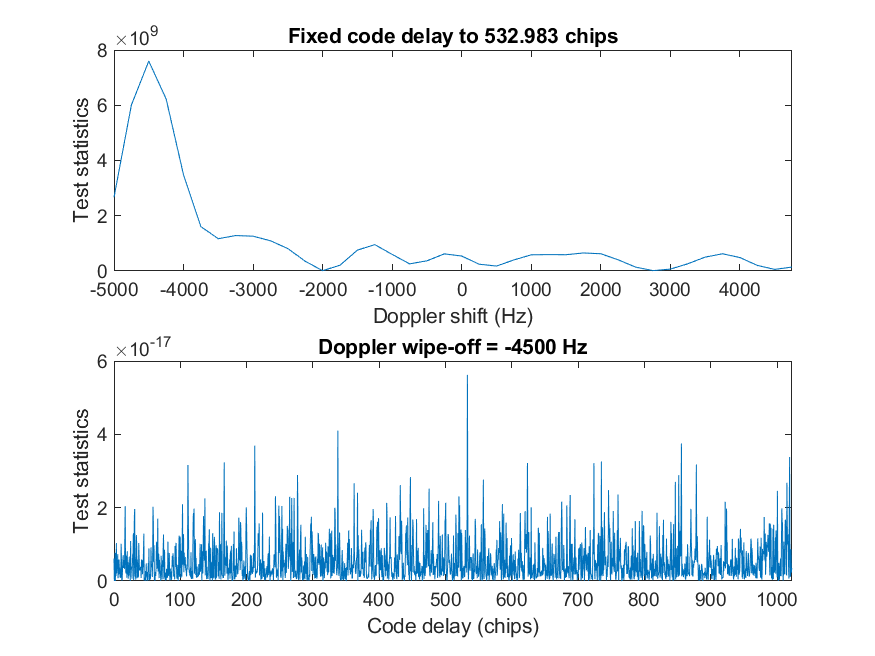 ×10^9
Fixed code delay to 532.983 chips
8
6
4
2
0
Test statistics
-5000 -4000 -3000 -2000 -1000 0 1000 2000 3000 4000
Doppler shift (Hz)
×10^-17
Doppler wipe-off = -4500 Hz
6
4
2
0
Test statistics
0 100 200 300 400 500 600 700 800 900 1000
Code delay (chips)